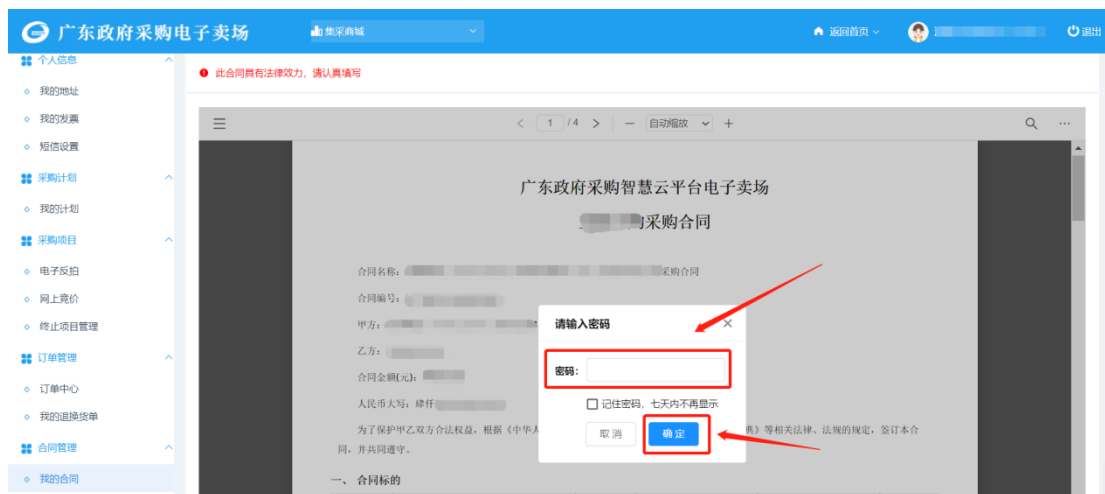 广东政府采购电子卖场
集采商城
返回首页
退出
个人信息
我的地址
我的发票
短信设置
采购计划
我的计划
采购项目
电子反拍
网上竞价
终止项目管理
订单管理
订单中心
我的退换货单
合同管理
我的合同
此合同具有法律效力，请认真填写
1 /4 自动缩放
广东政府采购智慧云平台电子卖场
采购合同
合同名称： 采购合同
合同编号：
甲方：
乙方：
合同金额(元)：
人民币大写：肆仟
为了保护甲乙双方合法权益，根据《中华人 典》等相关法律、法规的规定，签订本合
同，并共同遵守。
一、 合同标的
请输入密码
密码：
记住密码，七天内不再显示
取消 确定